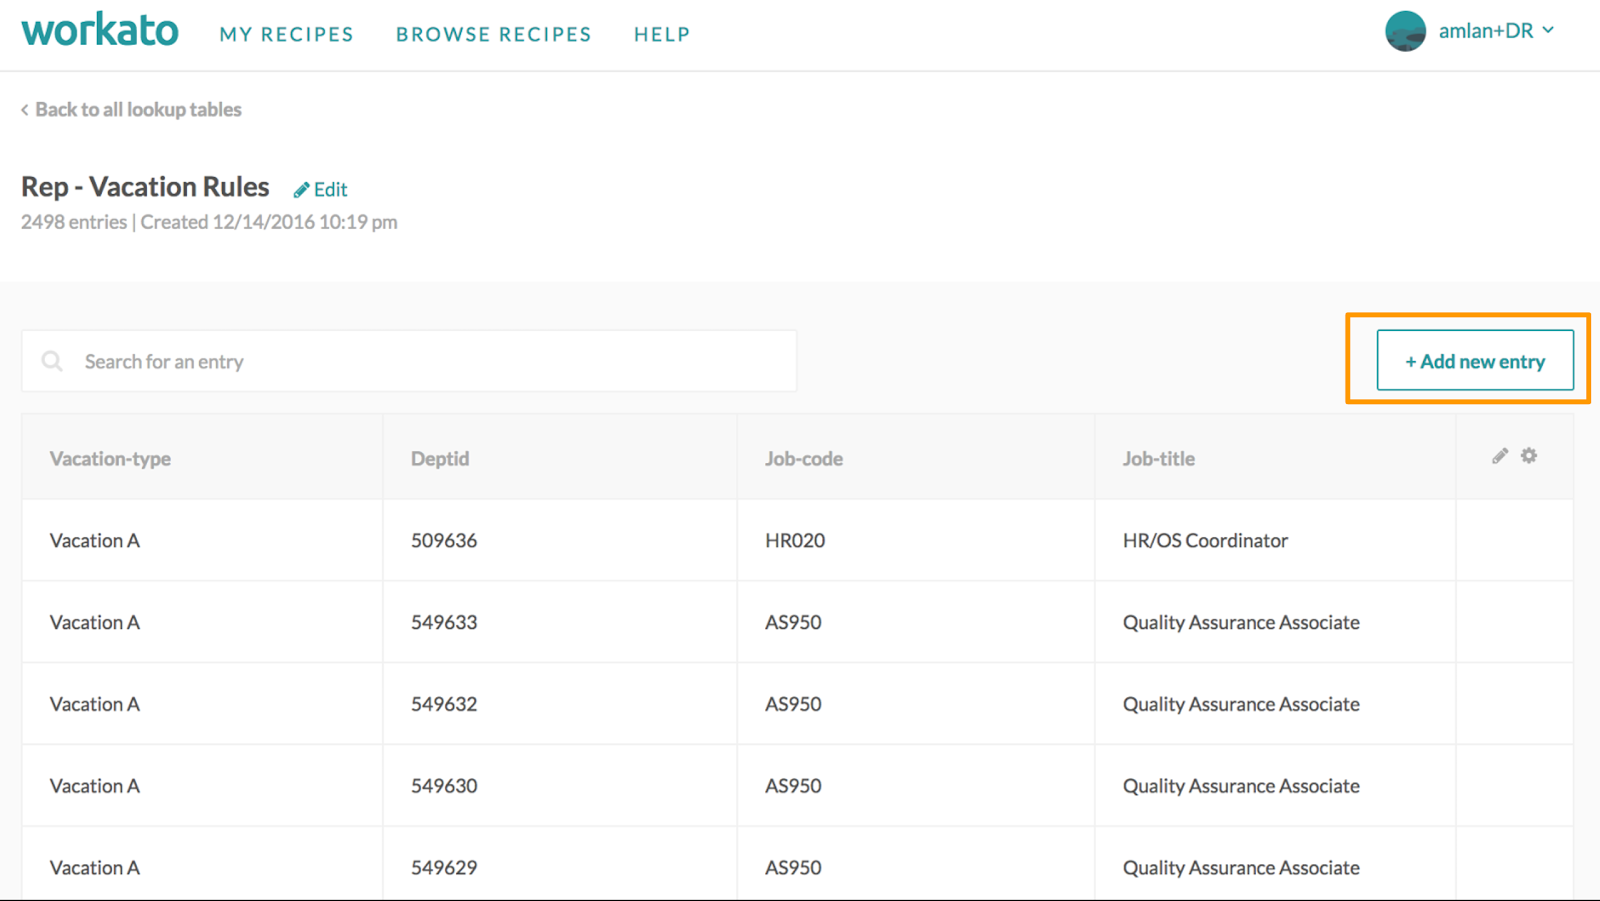 workato MY RECIPES BROWSE RECIPES HELP amlan+DR
Back to all lookup tables
Rep - Vacation Rules Edit
2498 entries | Created 12/14/2016 10:19 pm
Search for an entry + Add new entry
Vacation-type Deptid Job-code Job-title
Vacation A 509636 HR020 HR/OS Coordinator
Vacation A 549633 AS950 Quality Assurance Associate
Vacation A 549632 AS950 Quality Assurance Associate
Vacation A 549630 AS950 Quality Assurance Associate
Vacation A 549629 AS950 Quality Assurance Associate